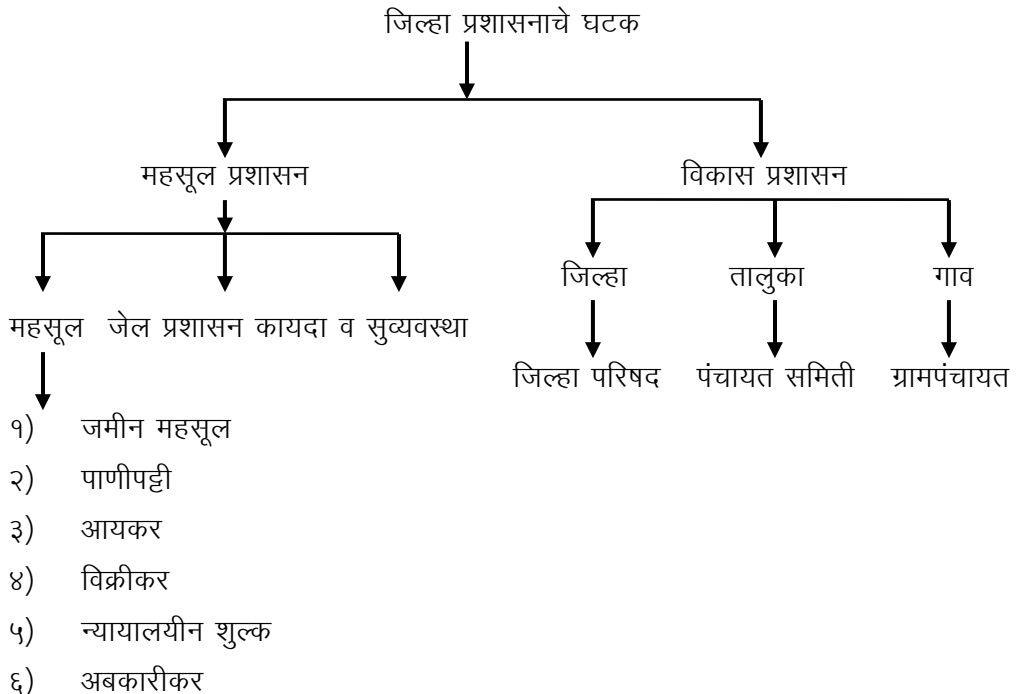 जिल्हा प्रशासनाचे घटक
महसूल प्रशासन विकास प्रशासन
जिल्हा तालुका गाव
महसूल जेल प्रशासन कायदा व सुव्यवस्था
जिल्हा परिषद पंचायत समिती ग्रामपंचायत
१) जमीन महसूल
२) पाणीपट्टी
३) आयकर
४) विक्रीकर
५) न्यायालयीन शुल्क
६) अबकारीकर